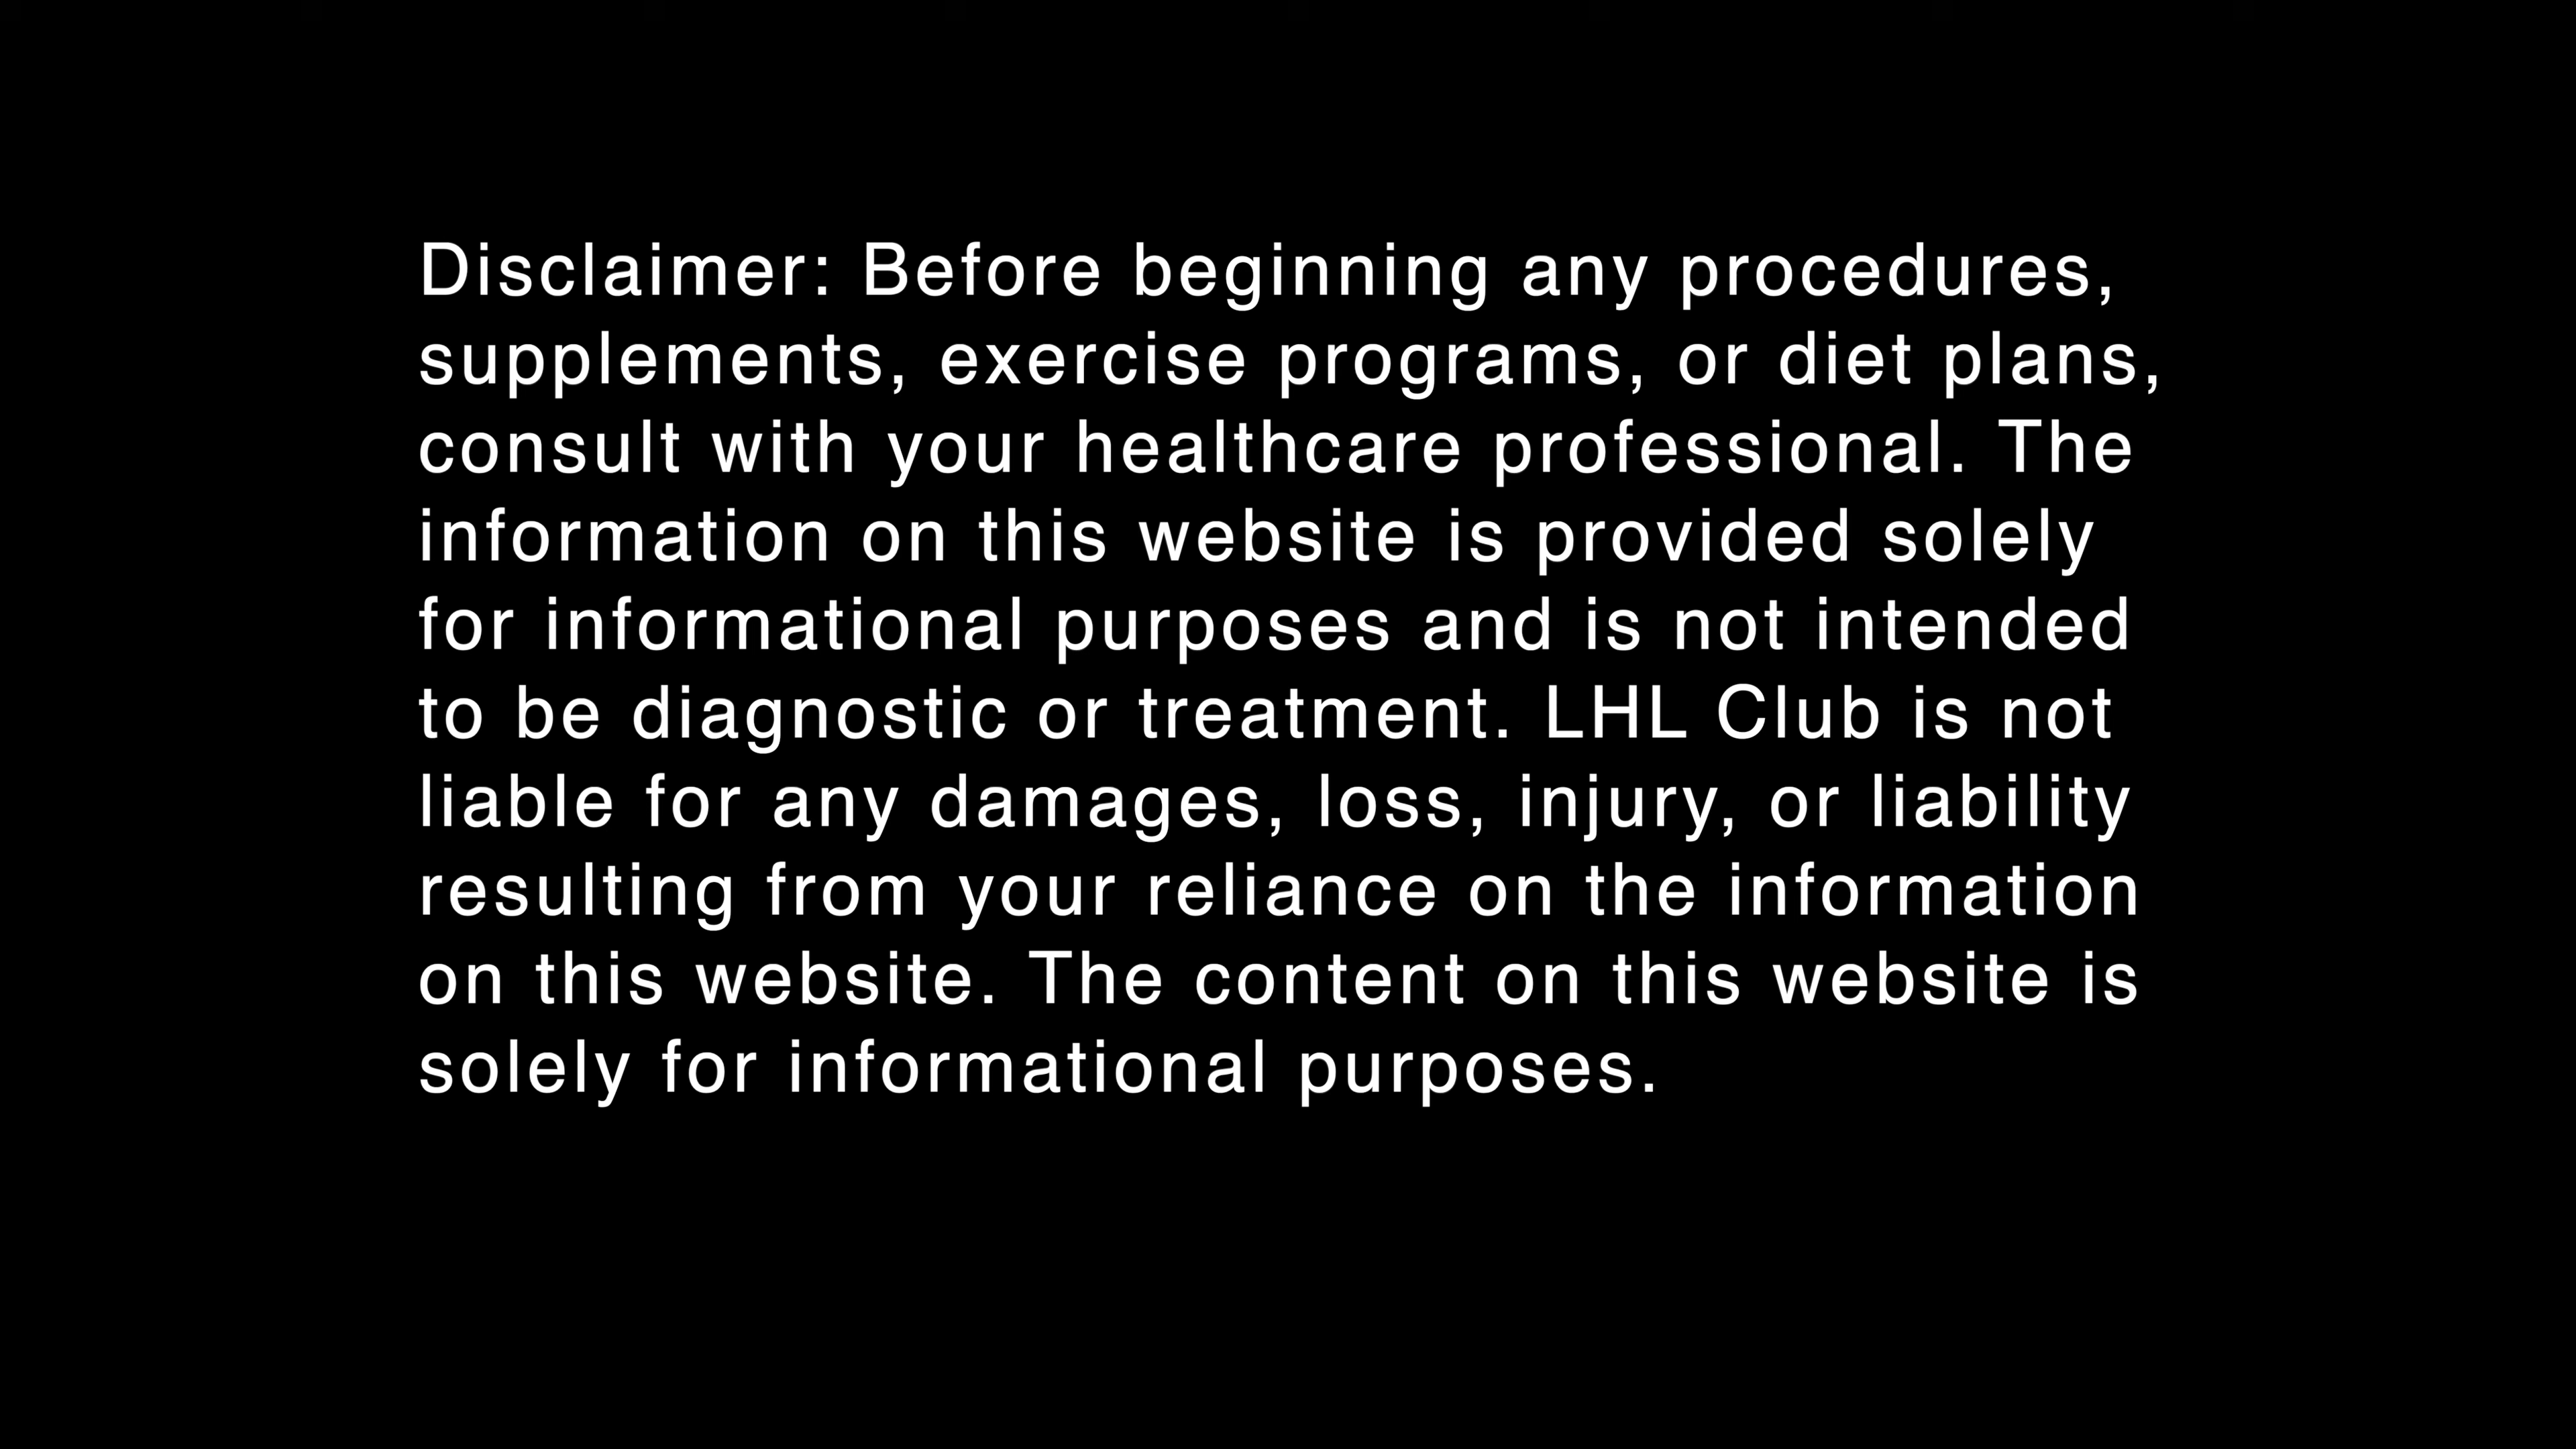 Disclaimer: Before beginning any procedures,
supplements, exercise programs, or diet plans,
consult with your healthcare professional. The
information on this website is provided solely
for informational purposes and is not intended
to be diagnostic or treatment. LHL Club is not
liable for any damages, loss, injury, or liability
resulting from your reliance on the information
on this website. The content on this website is
solely for informational purposes.